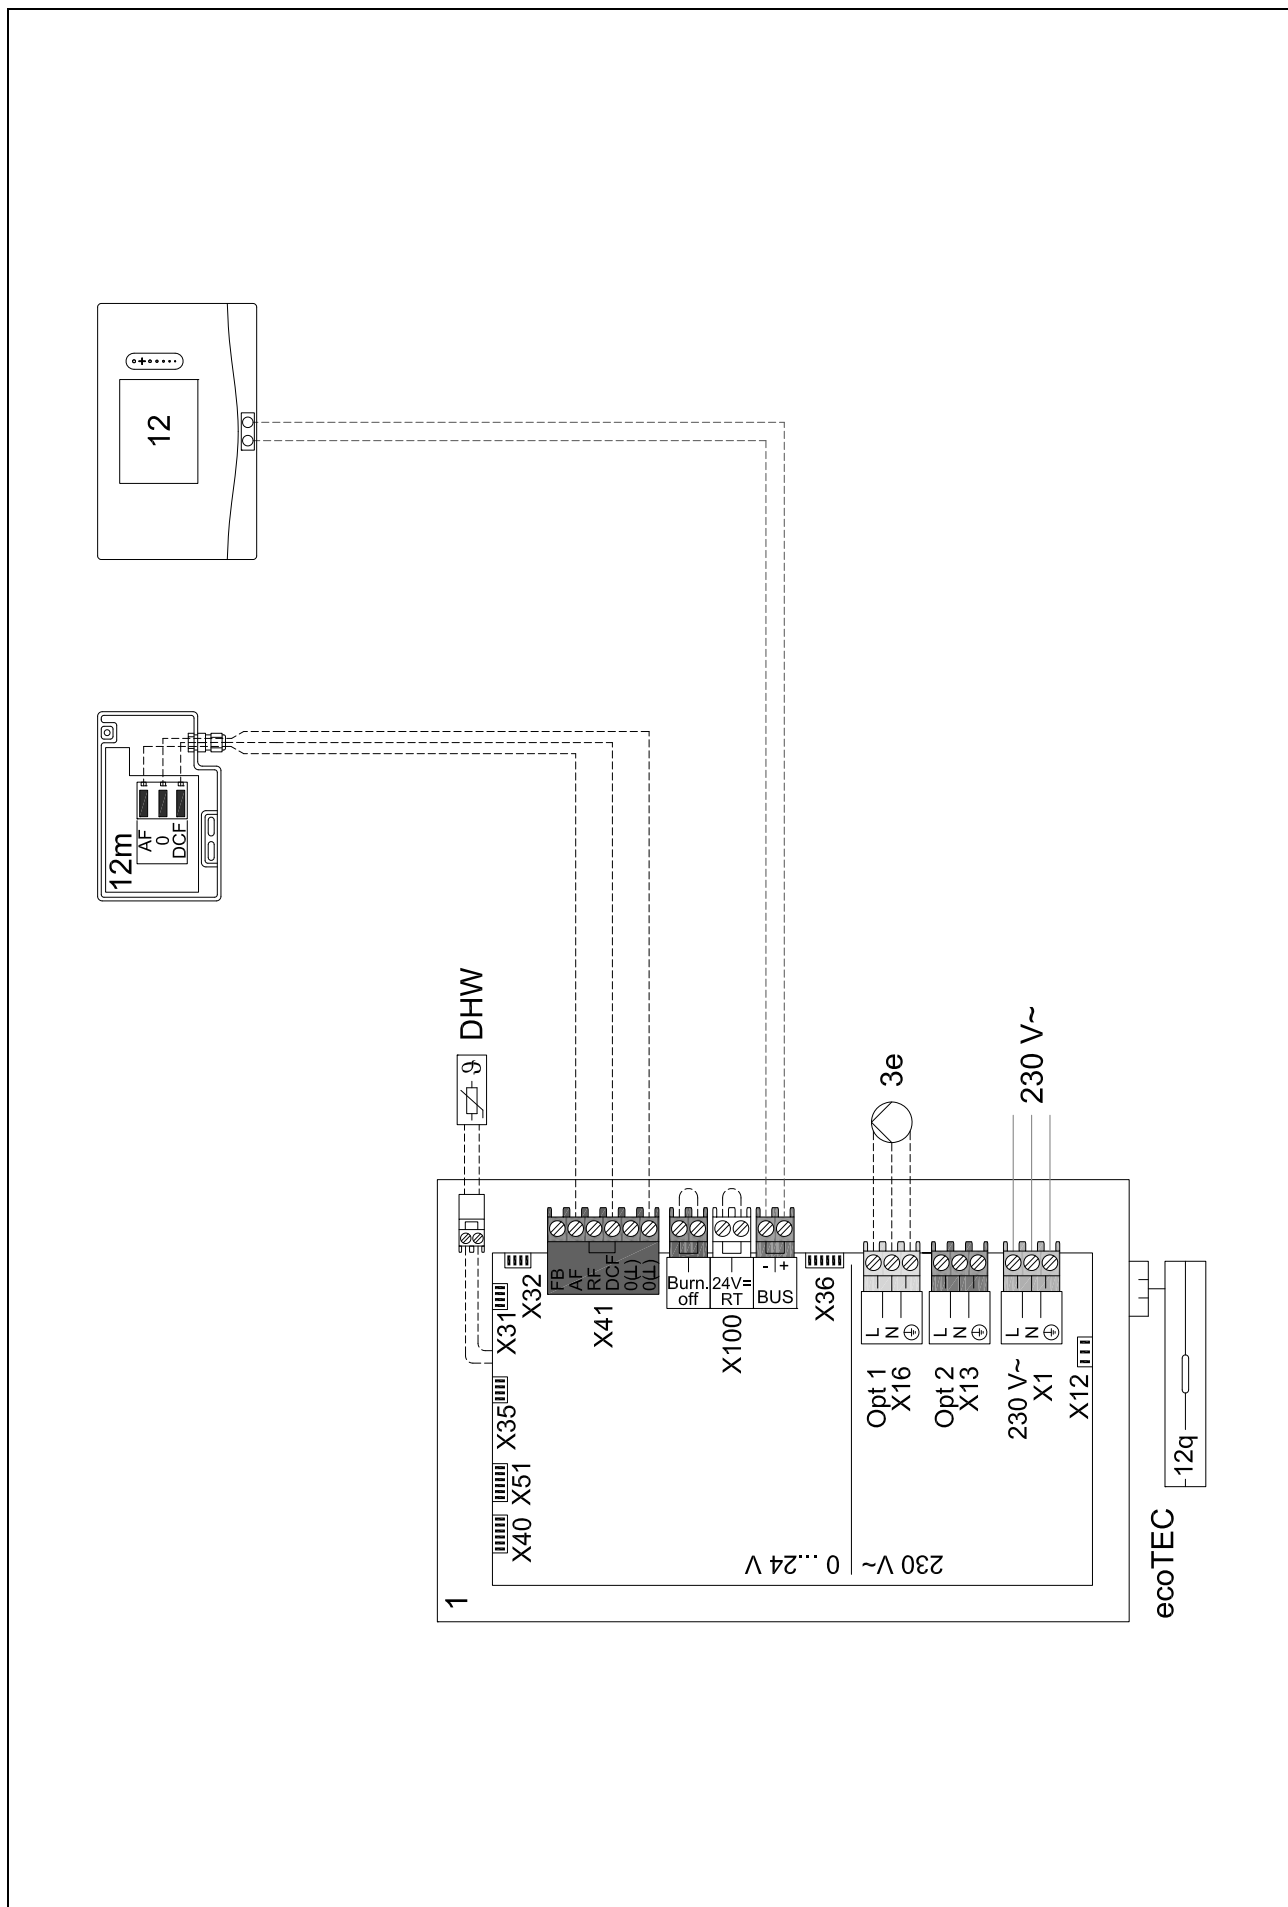 12
12m
AF
0
DCF
DHW
ϑ
3e
230 V~
X32
FB
AF
RF
DCF
0(⊥)
0(⊥)
X41
Burn.
off
24V=
RT
X100
- +
BUS
X36
L
N
Opt 1
X16
L
N
Opt 2
X13
L
N
230 V~
X1
X12
X31
X35
X51
X40
0 ...24 V
230 V~
1
ecoTEC
12q